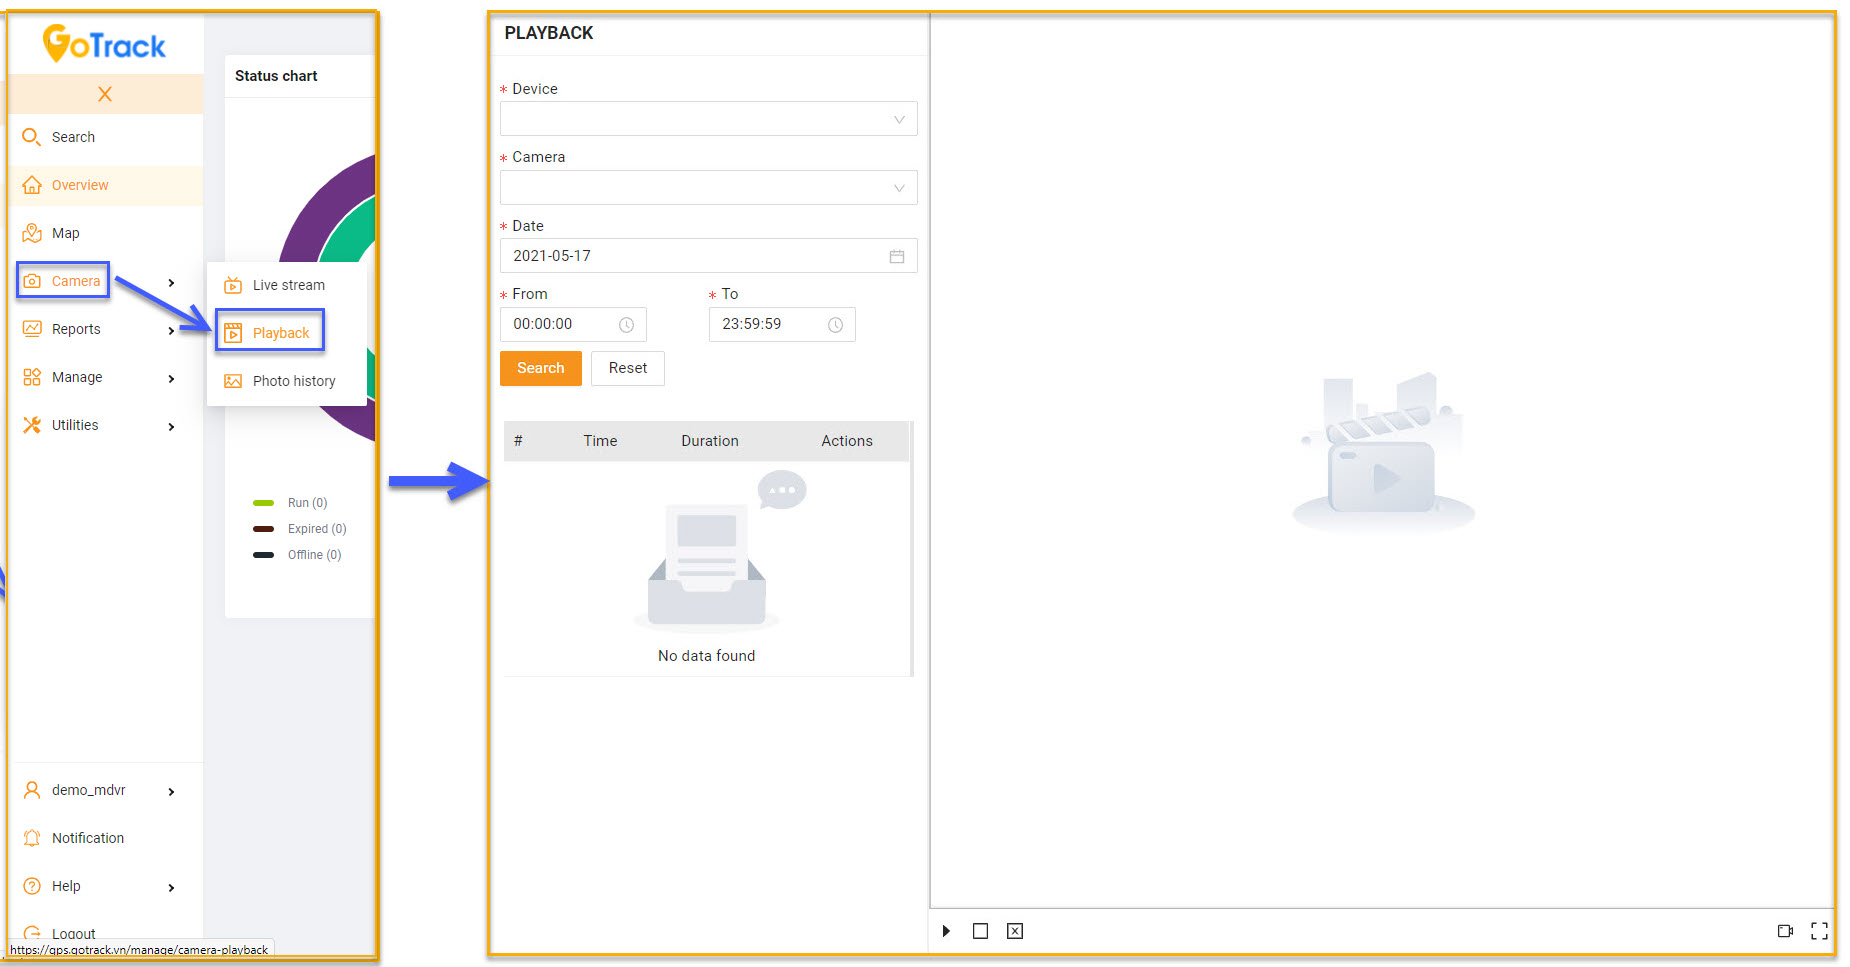 GoTrack
Search
Overview
Map
Camera
Reports
Manage
Utilities
demo_mdvr
Notification
Help
Logout
https://gps.gotrack.vn/manage/camera-playback
Status chart
Live stream
Playback
Photo history
Run (0)
Expired (0)
Offline (0)
PLAYBACK
* Device
* Camera
* Date
2021-05-17
* From * To
00:00:00 23:59:59
Search Reset
# Time Duration Actions
No data found